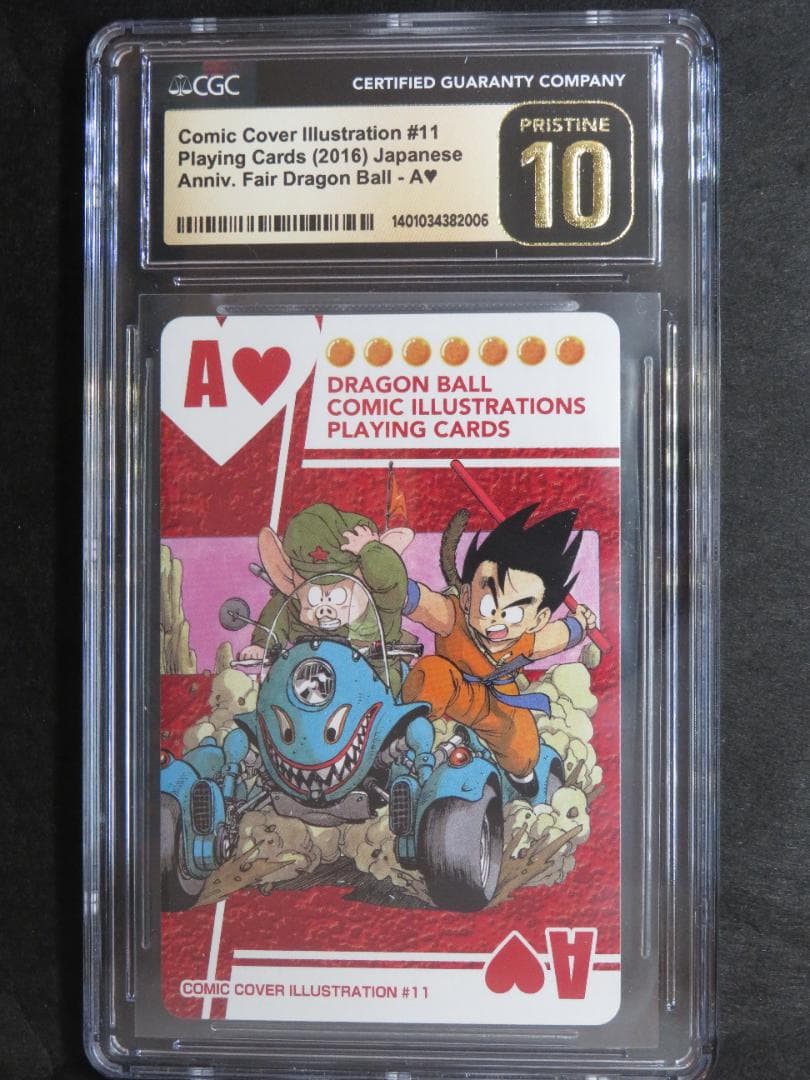 CGC
CERTIFIED GUARANTY COMPANY
Comic Cover Illustration #11
Playing Cards (2016) Japanese
Anniv. Fair Dragon Ball - A♥
1401034382006
PRISTINE
10
A♥
DRAGON BALL
COMIC ILLUSTRATIONS
PLAYING CARDS
COMIC COVER ILLUSTRATION #11
A♥